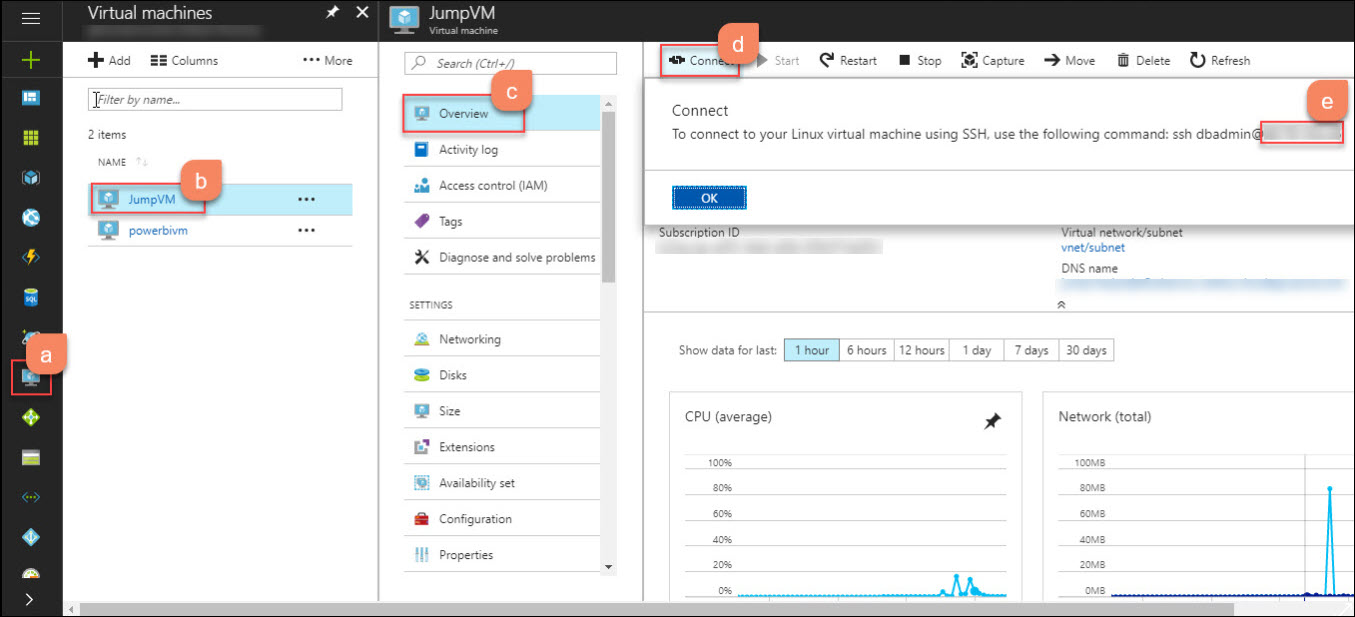 Virtual machines
JumpVM
Virtual machine
Add
Columns
More
Filter by name...
2 items
NAME
b
JumpVM
powerbivm
a
Search (Ctrl+/)
c
Overview
Activity log
Access control (IAM)
Tags
Diagnose and solve problems
SETTINGS
Networking
Disks
Size
Extensions
Availability set
Configuration
Properties
d
Connect
Start
Restart
Stop
Capture
Move
Delete
Refresh
e
Connect
To connect to your Linux virtual machine using SSH, use the following command: ssh dbadmin@
OK
Subscription ID
Virtual network/subnet
vnet/subnet
DNS name
Show data for last: 1 hour 6 hours 12 hours 1 day 7 days 30 days
CPU (average)
100%
80%
60%
40%
20%
0%
Network (total)
100MB
80MB
60MB
40MB
20MB
0MB
SQL